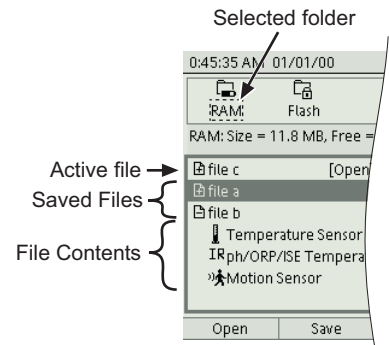 Selected folder
0:45:35 AM 01/01/00
RAM Flash
RAM: Size = 11.8 MB, Free =
Active file
file c [Open
Saved Files
file a
file b
File Contents
Temperature Sensor
IR ph/ORP/ISE Tempera
Motion Sensor
Open Save